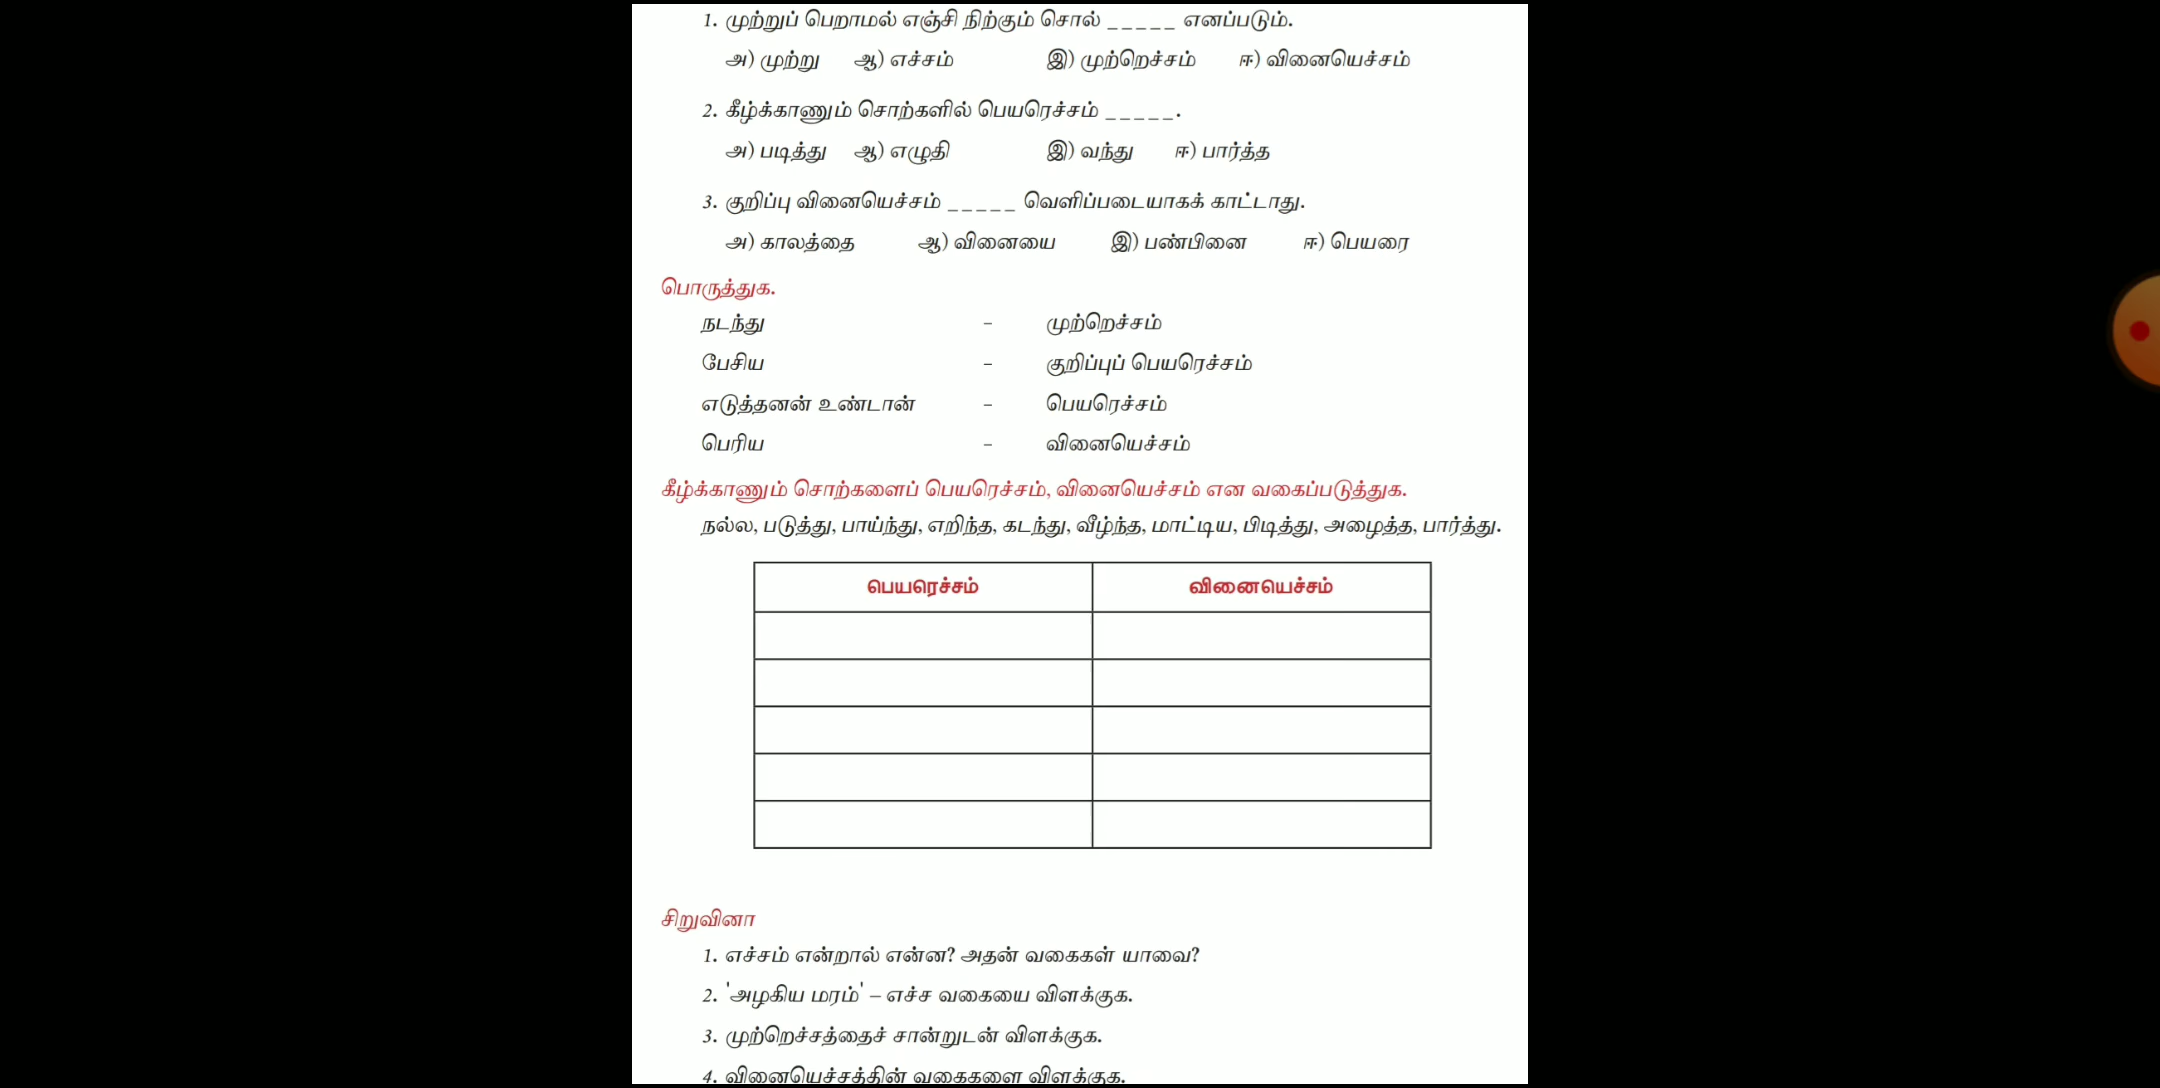 1. முற்றுப் பெறாமல் எஞ்சி நிற்கும் சொல் _____ எனப்படும்.
அ) முற்று ஆ) எச்சம் இ) முற்றெச்சம் ஈ) வினையெச்சம்
2. கீழ்க்காணும் சொற்களில் பெயரெச்சம் _____.
அ) படித்து ஆ) எழுதி இ) வந்து ஈ) பார்த்த
3. குறிப்பு வினையெச்சம் _____ வெளிப்படையாகக் காட்டாது.
அ) காலத்தை ஆ) வினையை இ) பண்பினை ஈ) பெயரை
பொருத்துக.
நடந்து – முற்றெச்சம்
பேசிய – குறிப்புப் பெயரெச்சம்
எடுத்தனன் உண்டான் – பெயரெச்சம்
பெரிய – வினையெச்சம்
கீழ்க்காணும் சொற்களைப் பெயரெச்சம், வினையெச்சம் என வகைப்படுத்துக.
நல்ல, படுத்து, பாய்ந்து, எறிந்த, கடந்து, வீழ்ந்த, மாட்டிய, பிடித்து, அழைத்த, பார்த்து.
பெயரெச்சம் வினையெச்சம்
சிறுவினா
1. எச்சம் என்றால் என்ன? அதன் வகைகள் யாவை?
2. 'அழகிய மரம்' – எச்ச வகையை விளக்குக.
3. முற்றெச்சத்தைச் சான்றுடன் விளக்குக.
4. வினையெச்சத்தின் வகைகளை விளக்குக.